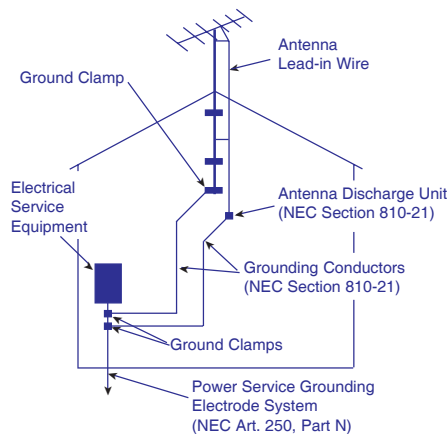 Antenna
Lead-in Wire
Ground Clamp
Electrical
Service
Equipment
Antenna Discharge Unit
(NEC Section 810-21)
Grounding Conductors
(NEC Section 810-21)
Ground Clamps
Power Service Grounding
Electrode System
(NEC Art. 250, Part N)